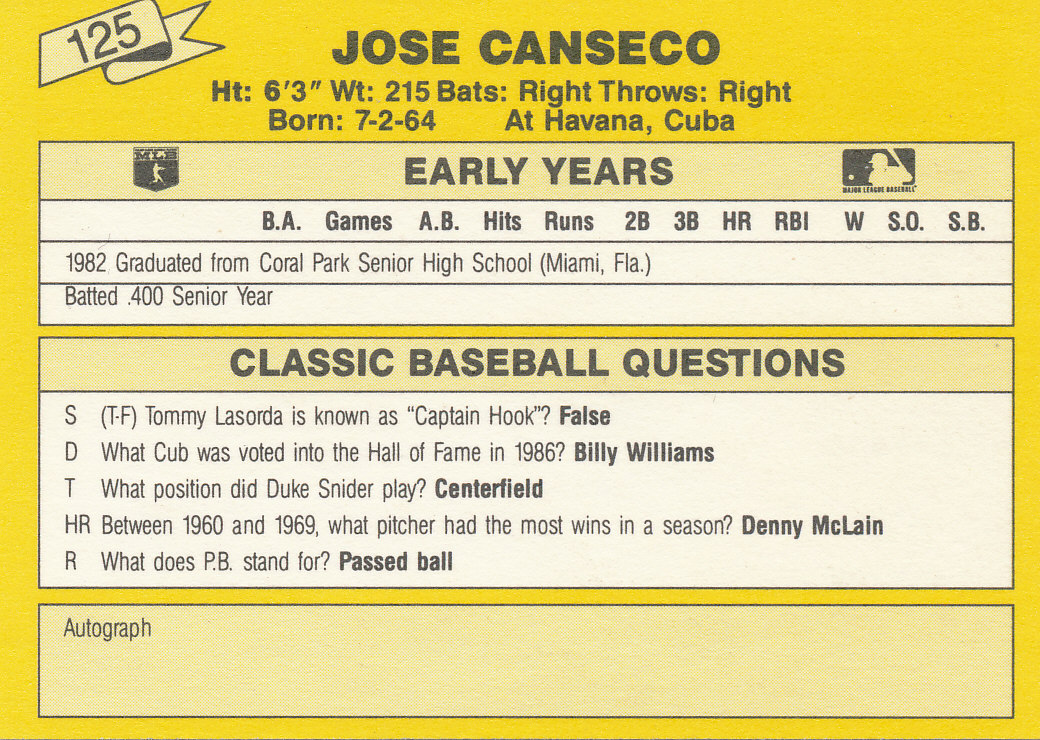 125
JOSE CANSECO
Ht: 6'3" Wt: 215 Bats: Right Throws: Right
Born: 7-2-64 At Havana, Cuba
MLB
EARLY YEARS
MAJOR LEAGUE BASEBALL
B.A. Games A.B. Hits Runs 2B 3B HR RBI W S.O. S.B.
1982 Graduated from Coral Park Senior High School (Miami, Fla.)
Batted .400 Senior Year
CLASSIC BASEBALL QUESTIONS
S (T-F) Tommy Lasorda is known as “Captain Hook”? False
D What Cub was voted into the Hall of Fame in 1986? Billy Williams
T What position did Duke Snider play? Centerfield
HR Between 1960 and 1969, what pitcher had the most wins in a season? Denny McLain
R What does P.B. stand for? Passed ball
Autograph